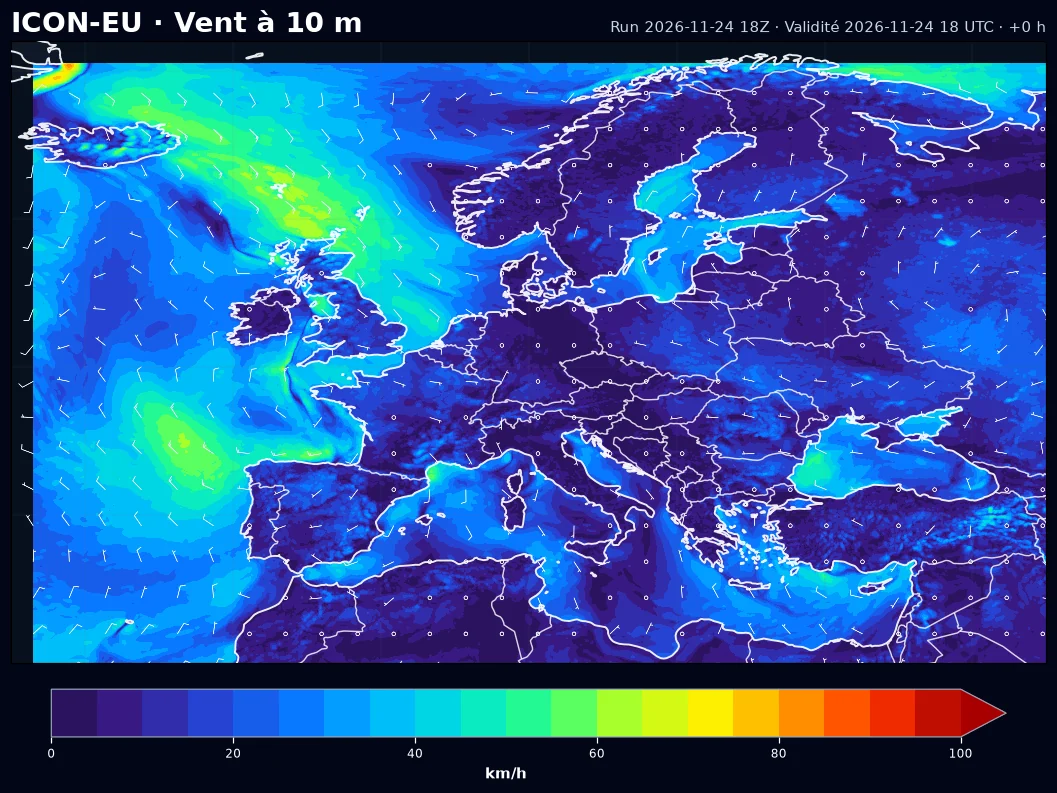 ICON-EU · Vent à 10 m
Run 2026-11-24 18Z · Validité 2026-11-24 18 UTC · +0 h
0 20 40 60 80 100
km/h